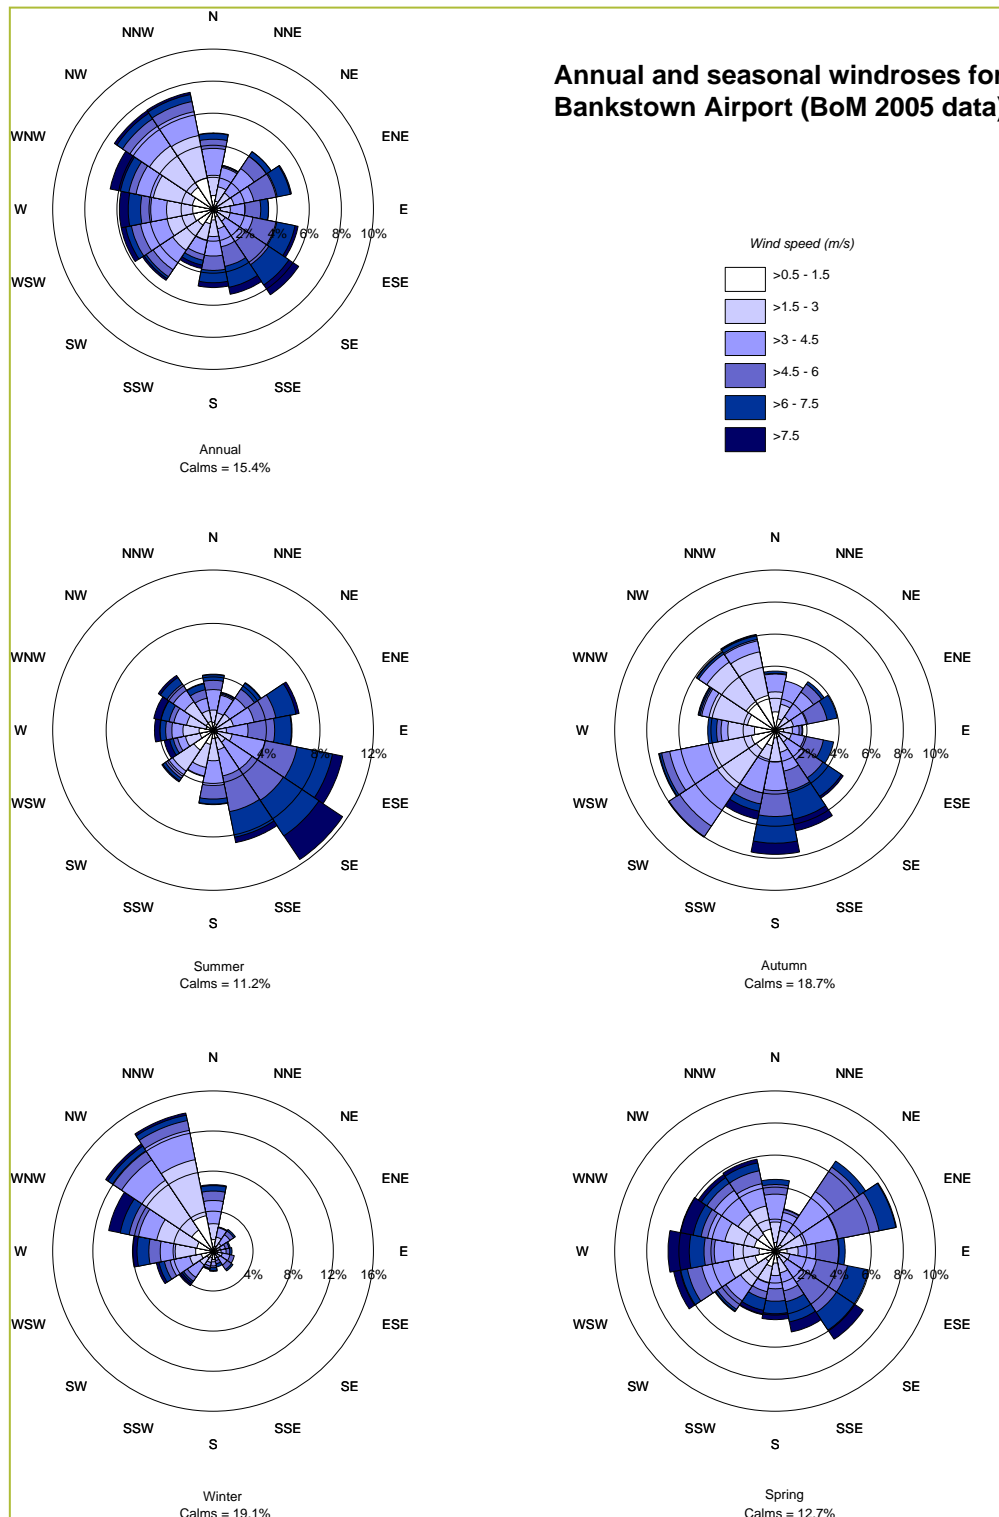 Annual and seasonal windroses for
Bankstown Airport (BoM 2005 data)
N
NNW NNE
NW NE
WNW ENE
W E
2% 4% 6% 8% 10%
WSW ESE
SW SE
SSW SSE
S
Annual
Calms = 15.4%
Wind speed (m/s)
>0.5 - 1.5
>1.5 - 3
>3 - 4.5
>4.5 - 6
>6 - 7.5
>7.5
N
NNW NNE
NW NE
WNW ENE
W E
4% 8% 12%
WSW ESE
SW SE
SSW SSE
S
Summer
Calms = 11.2%
N
NNW NNE
NW NE
WNW ENE
W E
2% 4% 6% 8% 10%
WSW ESE
SW SE
SSW SSE
S
Autumn
Calms = 18.7%
N
NNW NNE
NW NE
WNW ENE
W E
4% 8% 12% 16%
WSW ESE
SW SE
SSW SSE
S
Winter
Calms = 19.1%
N
NNW NNE
NW NE
WNW ENE
W E
2% 4% 6% 8% 10%
WSW ESE
SW SE
SSW SSE
S
Spring
Calms = 12.7%